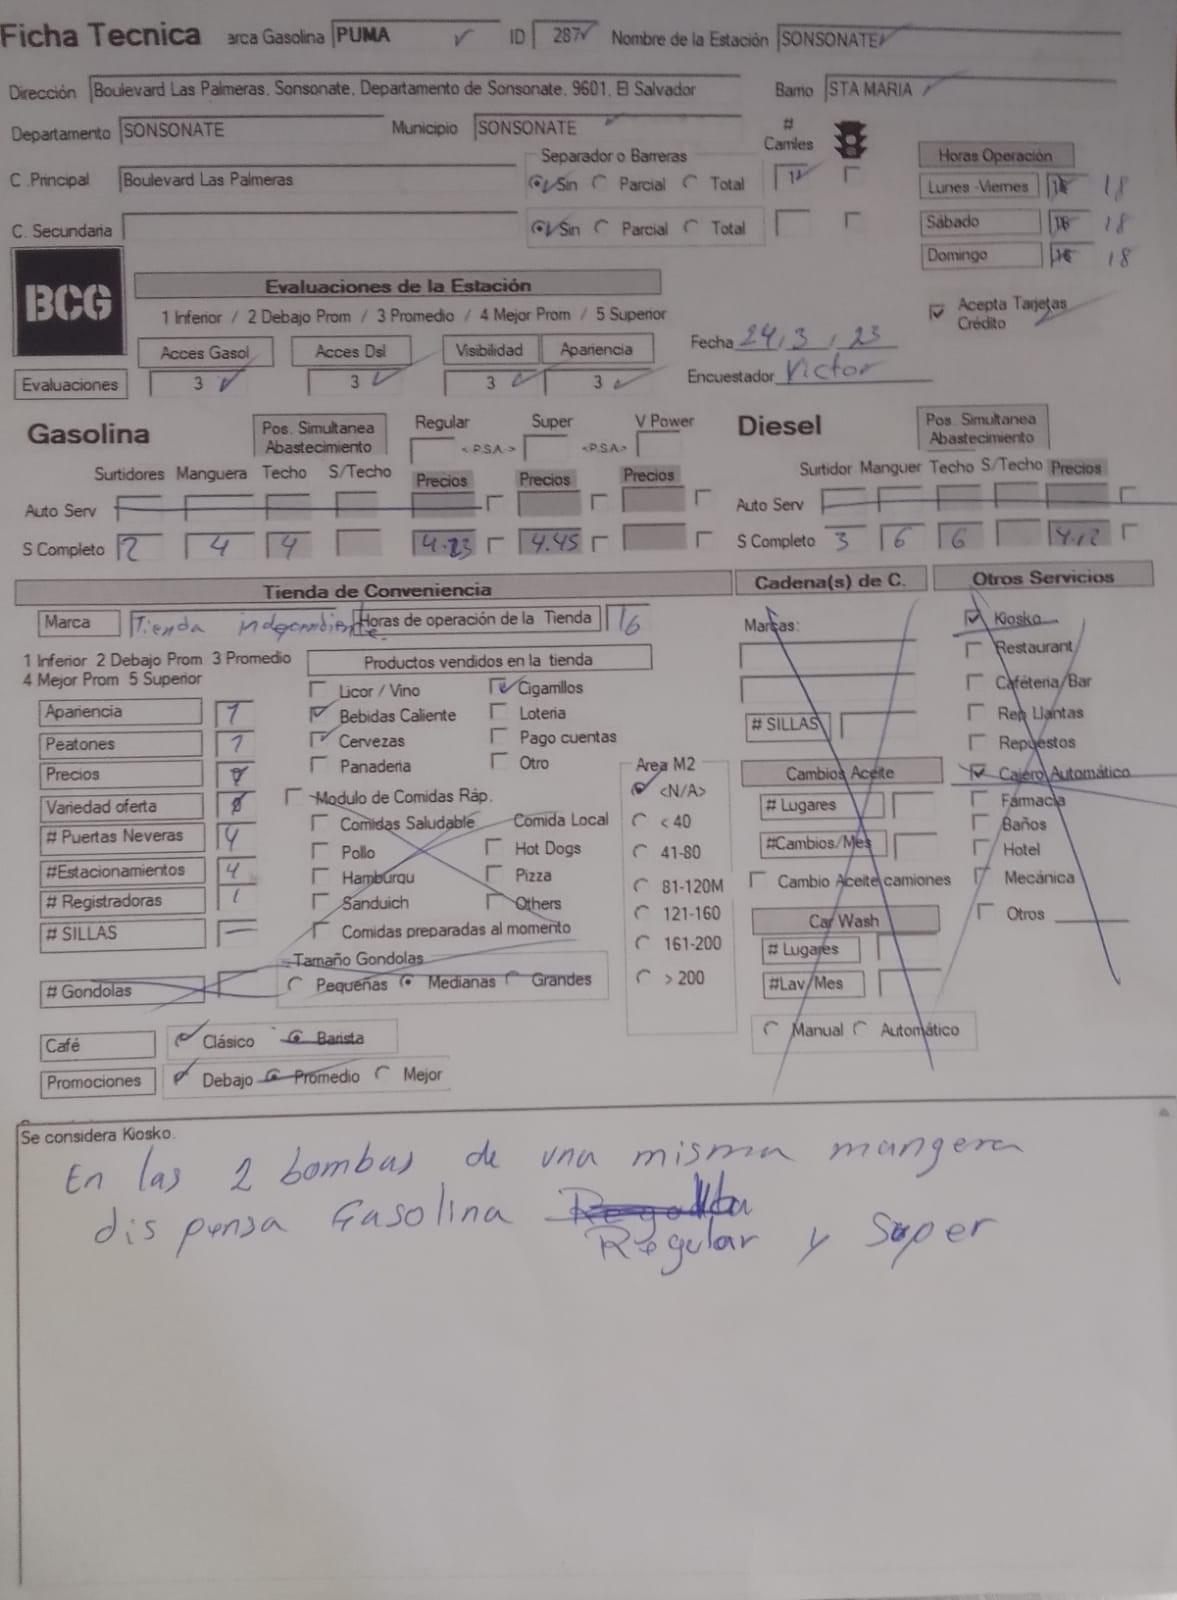 Ficha Tecnica arca Gasolina PUMA ID 287 Nombre de la Estación SONSONATE
Dirección Boulevard Las Palmeras, Sonsonate, Departamento de Sonsonate, 9601, El Salvador Barrio STA MARIA
Departamento SONSONATE Municipio SONSONATE # Carriles
Separador o Barreras Horas Operación
C .Principal Boulevard Las Palmeras Sin Parcial Total Lunes -Viernes 18
C. Secundaria Sin Parcial Total Sábado 18
Domingo 18
BCG
Evaluaciones de la Estación
1 Inferior / 2 Debajo Prom / 3 Promedio / 4 Mejor Prom / 5 Superior
Acepta Tarjetas Crédito
Acces Gasol Acces Dsl Visibilidad Apariencia Fecha 24, 3, 23
Evaluaciones 3 3 3 3 Encuestador Victor
Gasolina Pos. Simultanea Abastecimiento Regular Super V Power Diesel Pos. Simultanea Abastecimiento
<P.S.A> <P.S.A>
Surtidores Manguera Techo S/Techo Precios Precios Precios Surtidor Manguer Techo S/Techo Precios
Auto Serv Auto Serv
S Completo 2 4 4 4.23 4.45 S Completo 3 6 6 4.12
Tienda de Conveniencia Cadena(s) de C. Otros Servicios
Marca Tienda independiente Horas de operación de la Tienda 16 Marcas: Kiosko
1 Inferior 2 Debajo Prom 3 Promedio
4 Mejor Prom 5 Superior
Productos vendidos en la tienda Restaurant
Licor / Vino Cigarrillos Cafeteria/Bar
Apariencia 1 Bebidas Caliente Loteria # SILLAS Rep Llantas
Peatones 1 Cervezas Pago cuentas Repuestos
Precios Panaderia Otro Area M2 Cambios Aceite Cajero Automático
Variedad oferta Modulo de Comidas Ráp. <N/A> # Lugares Farmacia
# Puertas Neveras 4 Comidas Saludable Comida Local < 40 #Cambios/Mes Baños
Pollo Hot Dogs 41-80 Hotel
#Estacionamientos 4 Hamburgu Pizza 81-120M Cambio Aceite camiones Mecánica
# Registradoras 1 Sanduich Others 121-160 Car Wash Otros
# SILLAS — Comidas preparadas al momento 161-200 # Lugares
Tamaño Gondolas
# Gondolas Pequeñas Medianas Grandes > 200 #Lav/Mes
Café Clásico Barista Manual Automático
Promociones Debajo Promedio Mejor
Se considera Kiosko.
En las 2 bombas de una misma mangera
dispensa Gasolina
Regular y Super